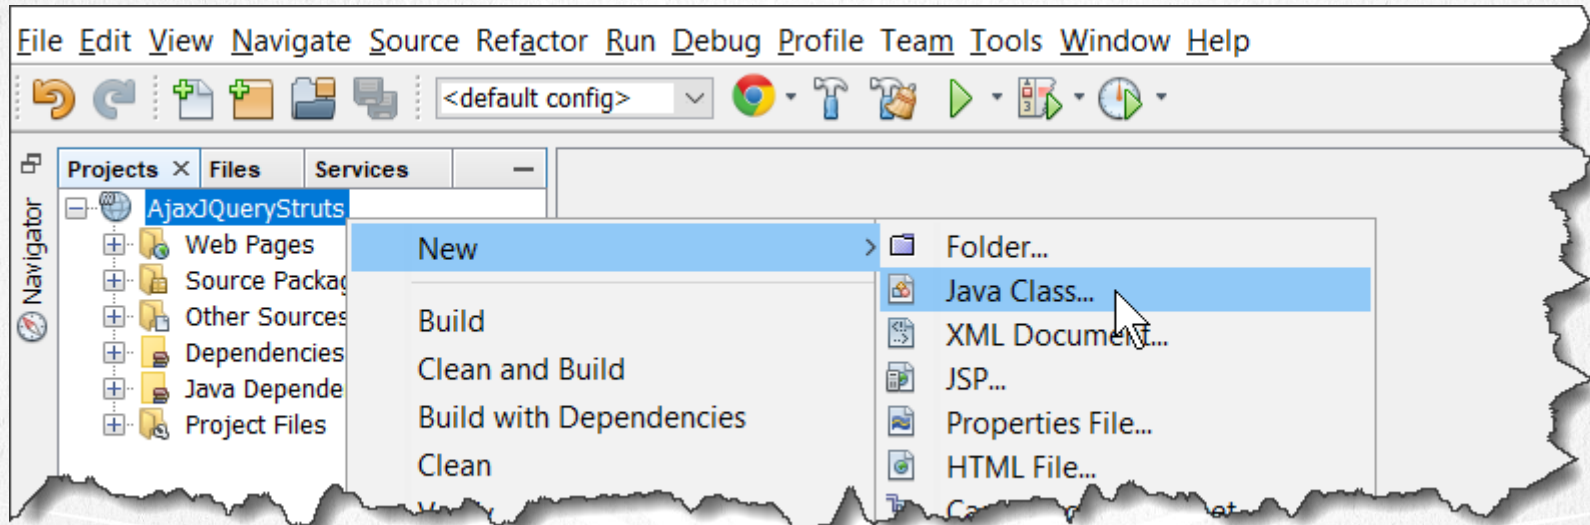 File Edit View Navigate Source Refactor Run Debug Profile Team Tools Window Help
<default config>
Projects Files Services
Navigator
AjaxJQueryStruts
Web Pages
Source Packag
Other Sources
Dependencies
Java Depende
Project Files
New
Build
Clean and Build
Build with Dependencies
Clean
Folder...
Java Class...
XML Document...
JSP...
Properties File...
HTML File...